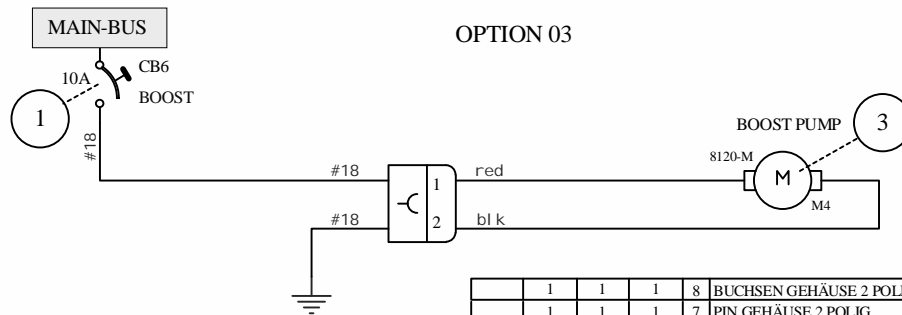 MAIN-BUS
OPTION 03
CB6
10A
BOOST
1
#18
BOOST PUMP
3
8120-M
M
M4
#18
1
red
#18
2
blk
1 1 1 8 BUCHSEN GEHÄUSE 2 POL
1 1 1 7 PIN GEHÄUSE 2 POLIG